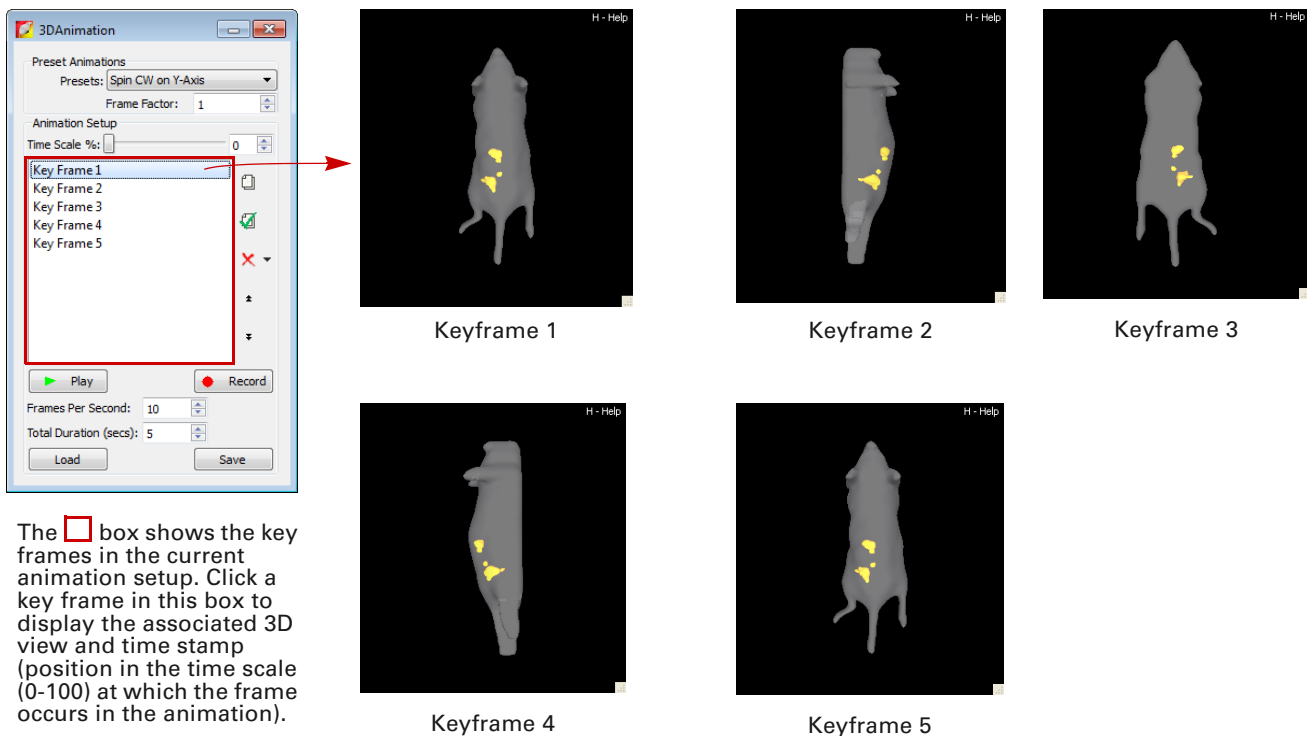 3DAnimation
Preset Animations
Presets: Spin CW on Y-Axis
Frame Factor: 1
Animation Setup
Time Scale %: 0
Key Frame 1
Key Frame 2
Key Frame 3
Key Frame 4
Key Frame 5
Play
Record
Frames Per Second: 10
Total Duration (secs): 5
Load
Save
The box shows the key
frames in the current
animation setup. Click a
key frame in this box to
display the associated 3D
view and time stamp
(position in the time scale
(0-100) at which the frame
occurs in the animation).
H - Help
Keyframe 1
H - Help
Keyframe 2
H - Help
Keyframe 3
H - Help
Keyframe 4
H - Help
Keyframe 5